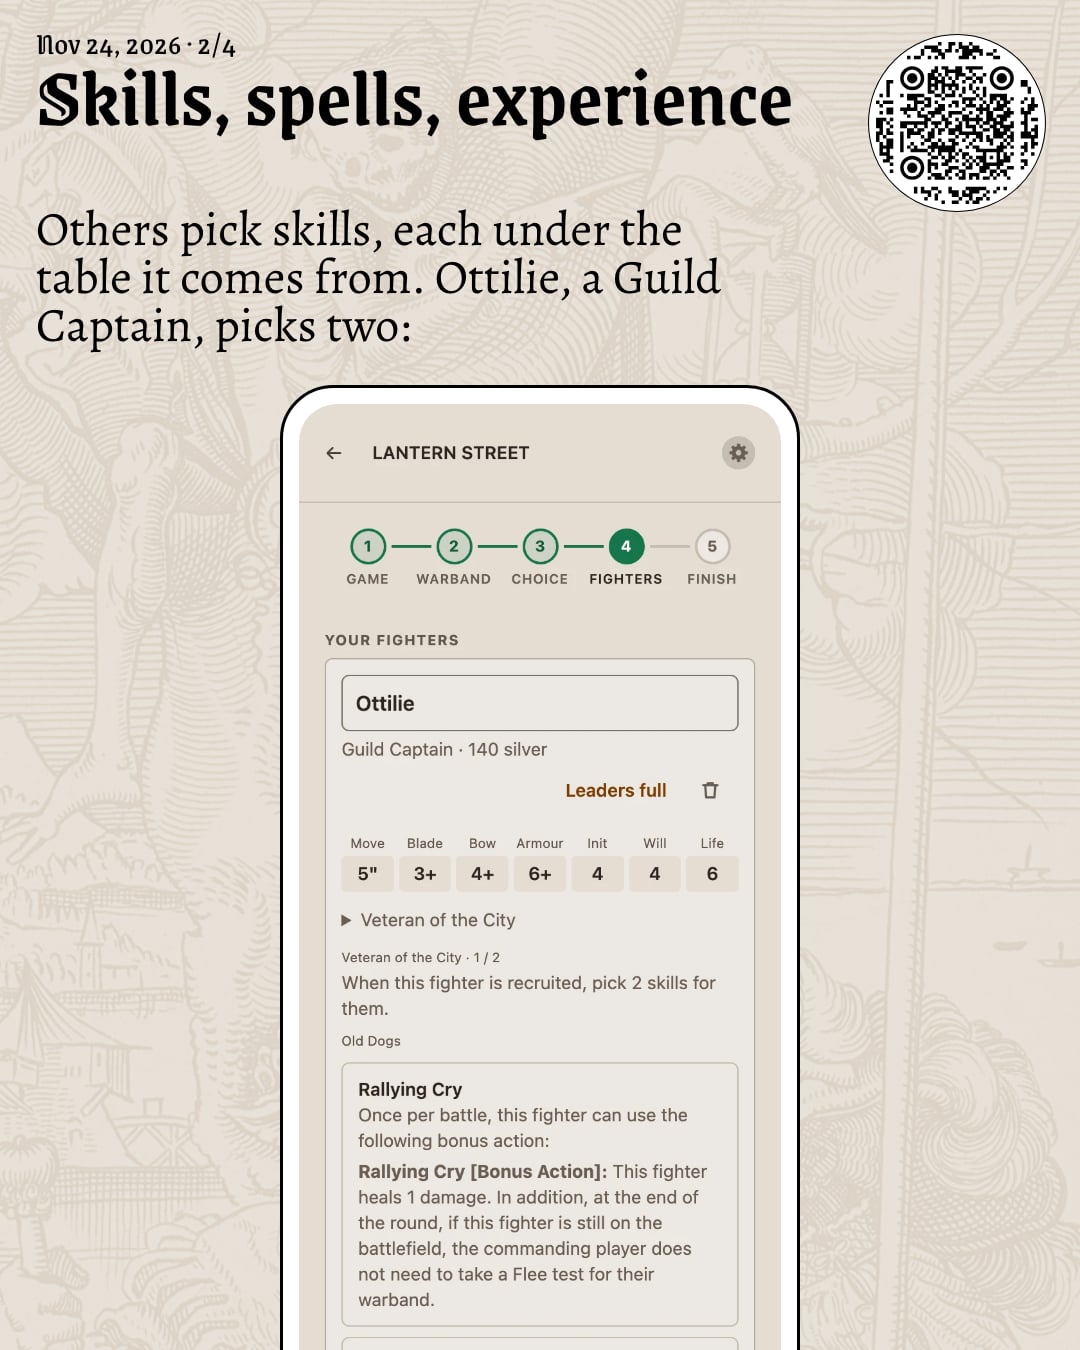 Nov 24, 2026 · 2/4
Skills, spells, experience
Others pick skills, each under the
table it comes from. Ottilie, a Guild
Captain, picks two:
LANTERN STREET
1
2
3
4
5
GAME
WARBAND
CHOICE
FIGHTERS
FINISH
YOUR FIGHTERS
Ottilie
Guild Captain · 140 silver
Leaders full
Move Blade Bow Armour Init Will Life
5" 3+ 4+ 6+ 4 4 6
Veteran of the City
Veteran of the City · 1 / 2
When this fighter is recruited, pick 2 skills for
them.
Old Dogs
Rallying Cry
Once per battle, this fighter can use the
following bonus action:
Rallying Cry [Bonus Action]: This fighter
heals 1 damage. In addition, at the end of
the round, if this fighter is still on the
battlefield, the commanding player does
not need to take a Flee test for their
warband.